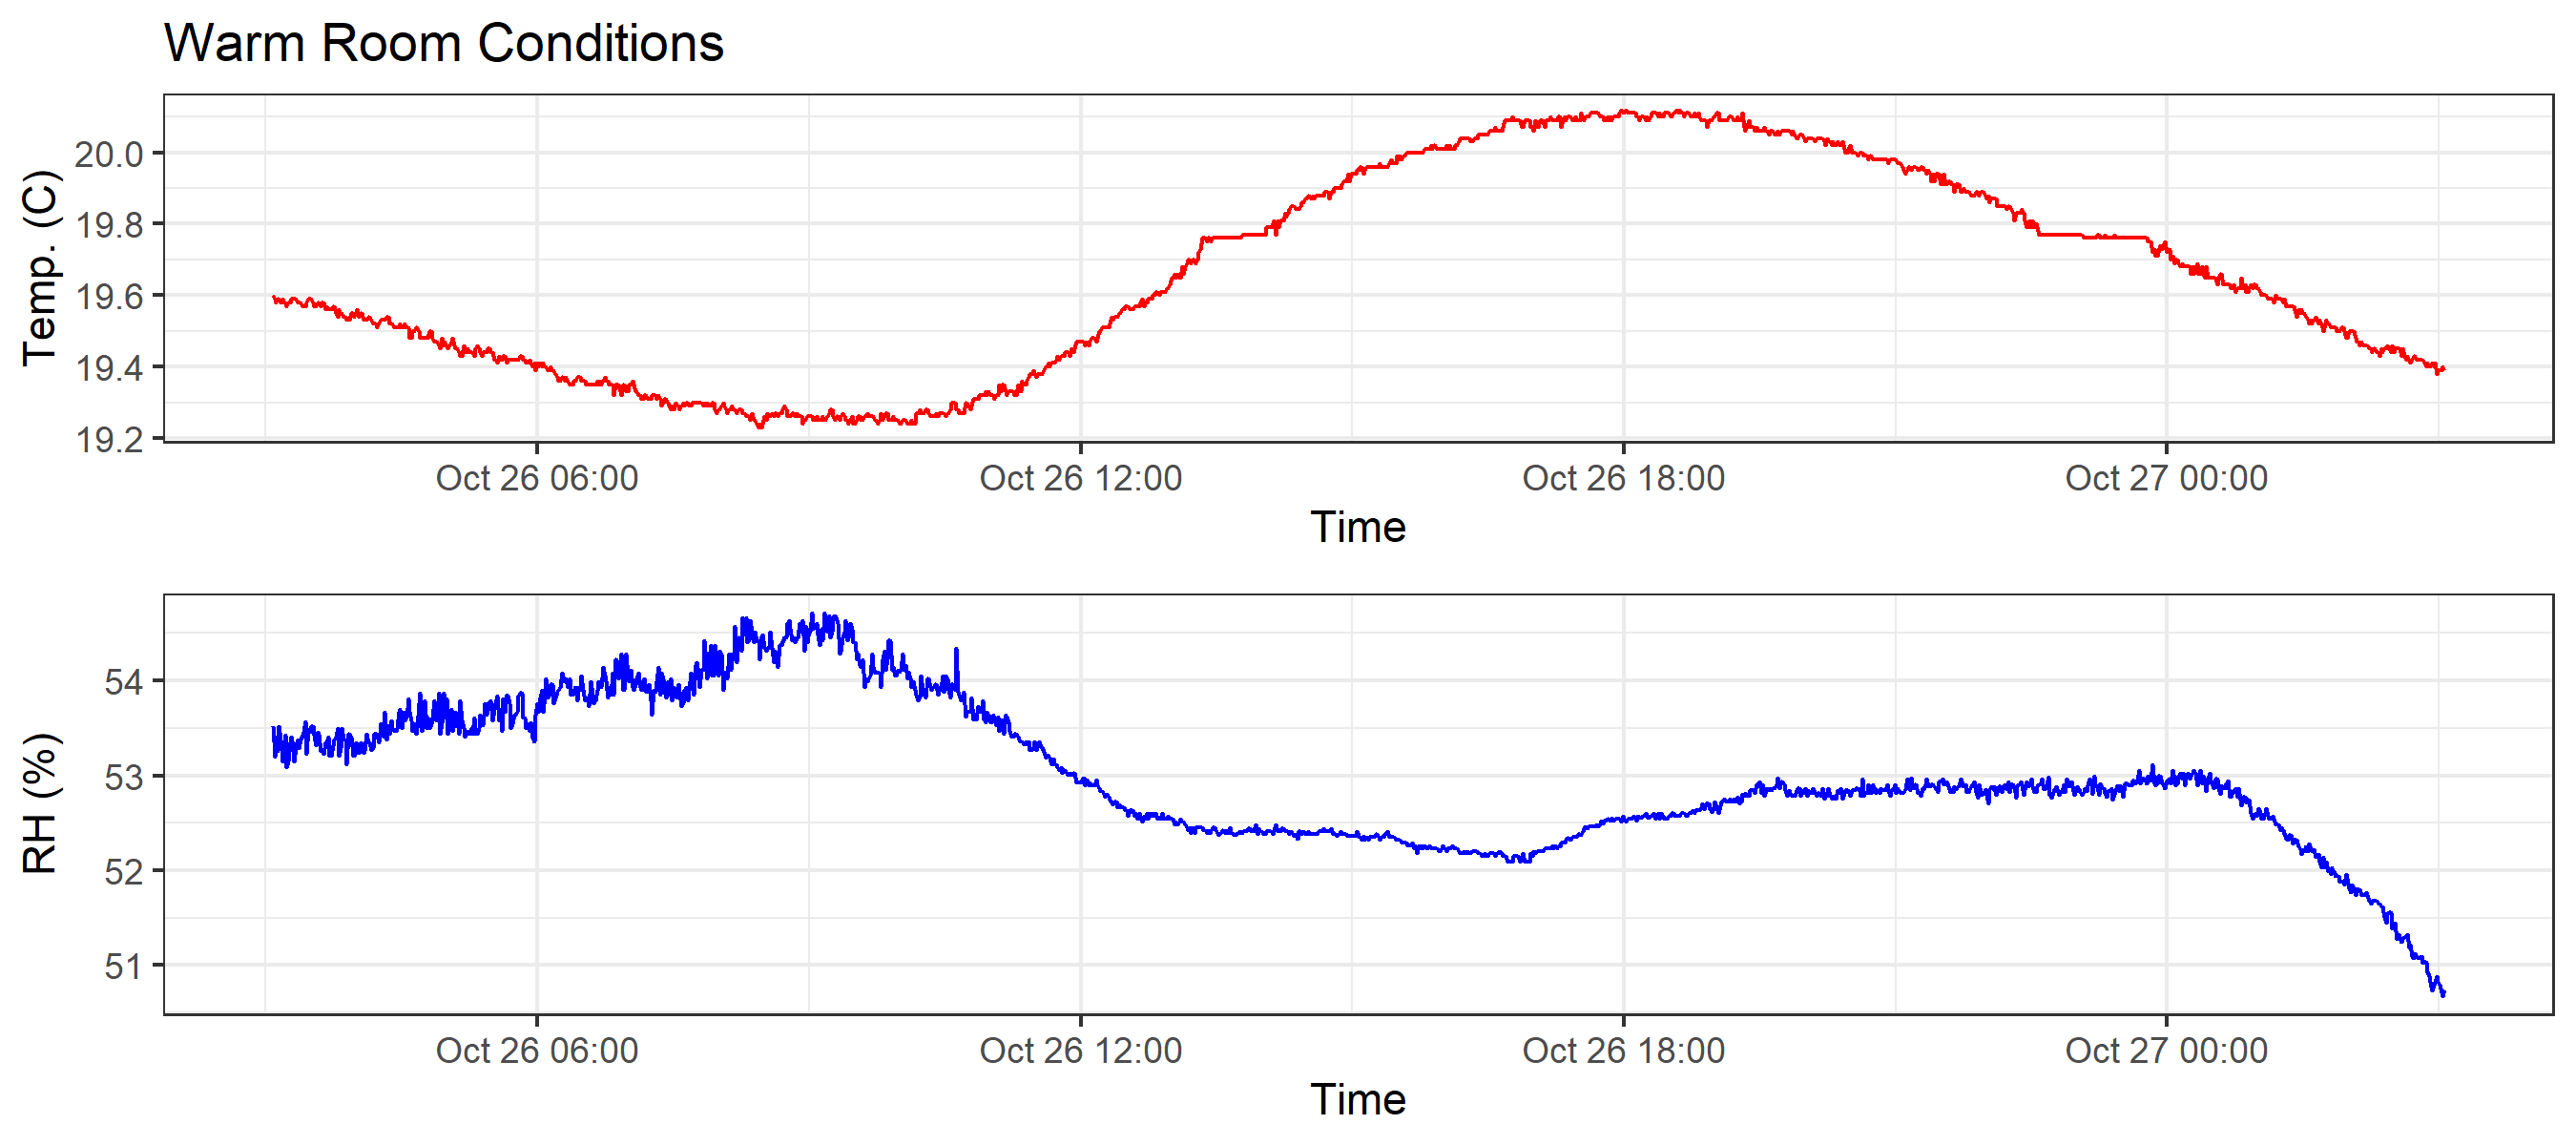 Warm Room Conditions
Temp. (C)
20.0
19.8
19.6
19.4
19.2
Oct 26 06:00 Oct 26 12:00 Oct 26 18:00 Oct 27 00:00
Time
RH (%)
54
53
52
51
Oct 26 06:00 Oct 26 12:00 Oct 26 18:00 Oct 27 00:00
Time